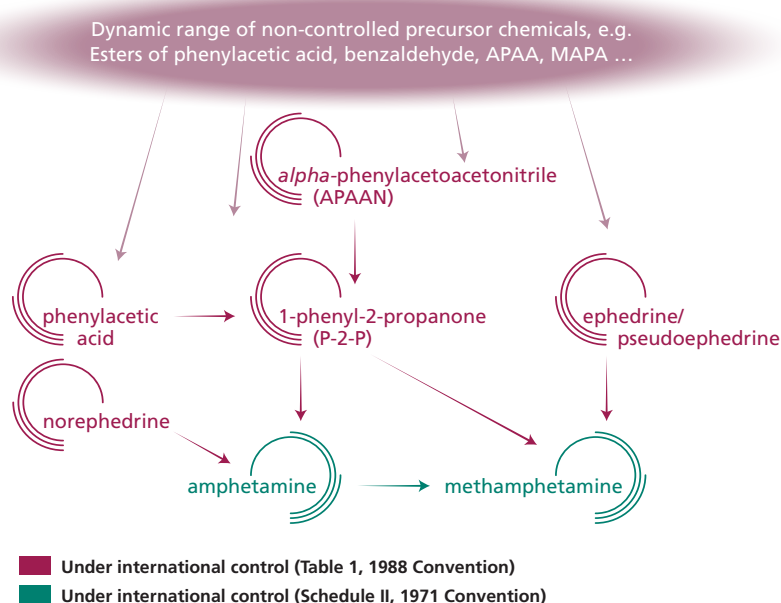 Dynamic range of non-controlled precursor chemicals, e.g.
Esters of phenylacetic acid, benzaldehyde, APAA, MAPA ...
alpha-phenylacetoacetonitrile
(APAAN)
phenylacetic
acid
1-phenyl-2-propanone
(P-2-P)
ephedrine/
pseudoephedrine
norephedrine
amphetamine
methamphetamine
Under international control (Table 1, 1988 Convention)
Under international control (Schedule II, 1971 Convention)